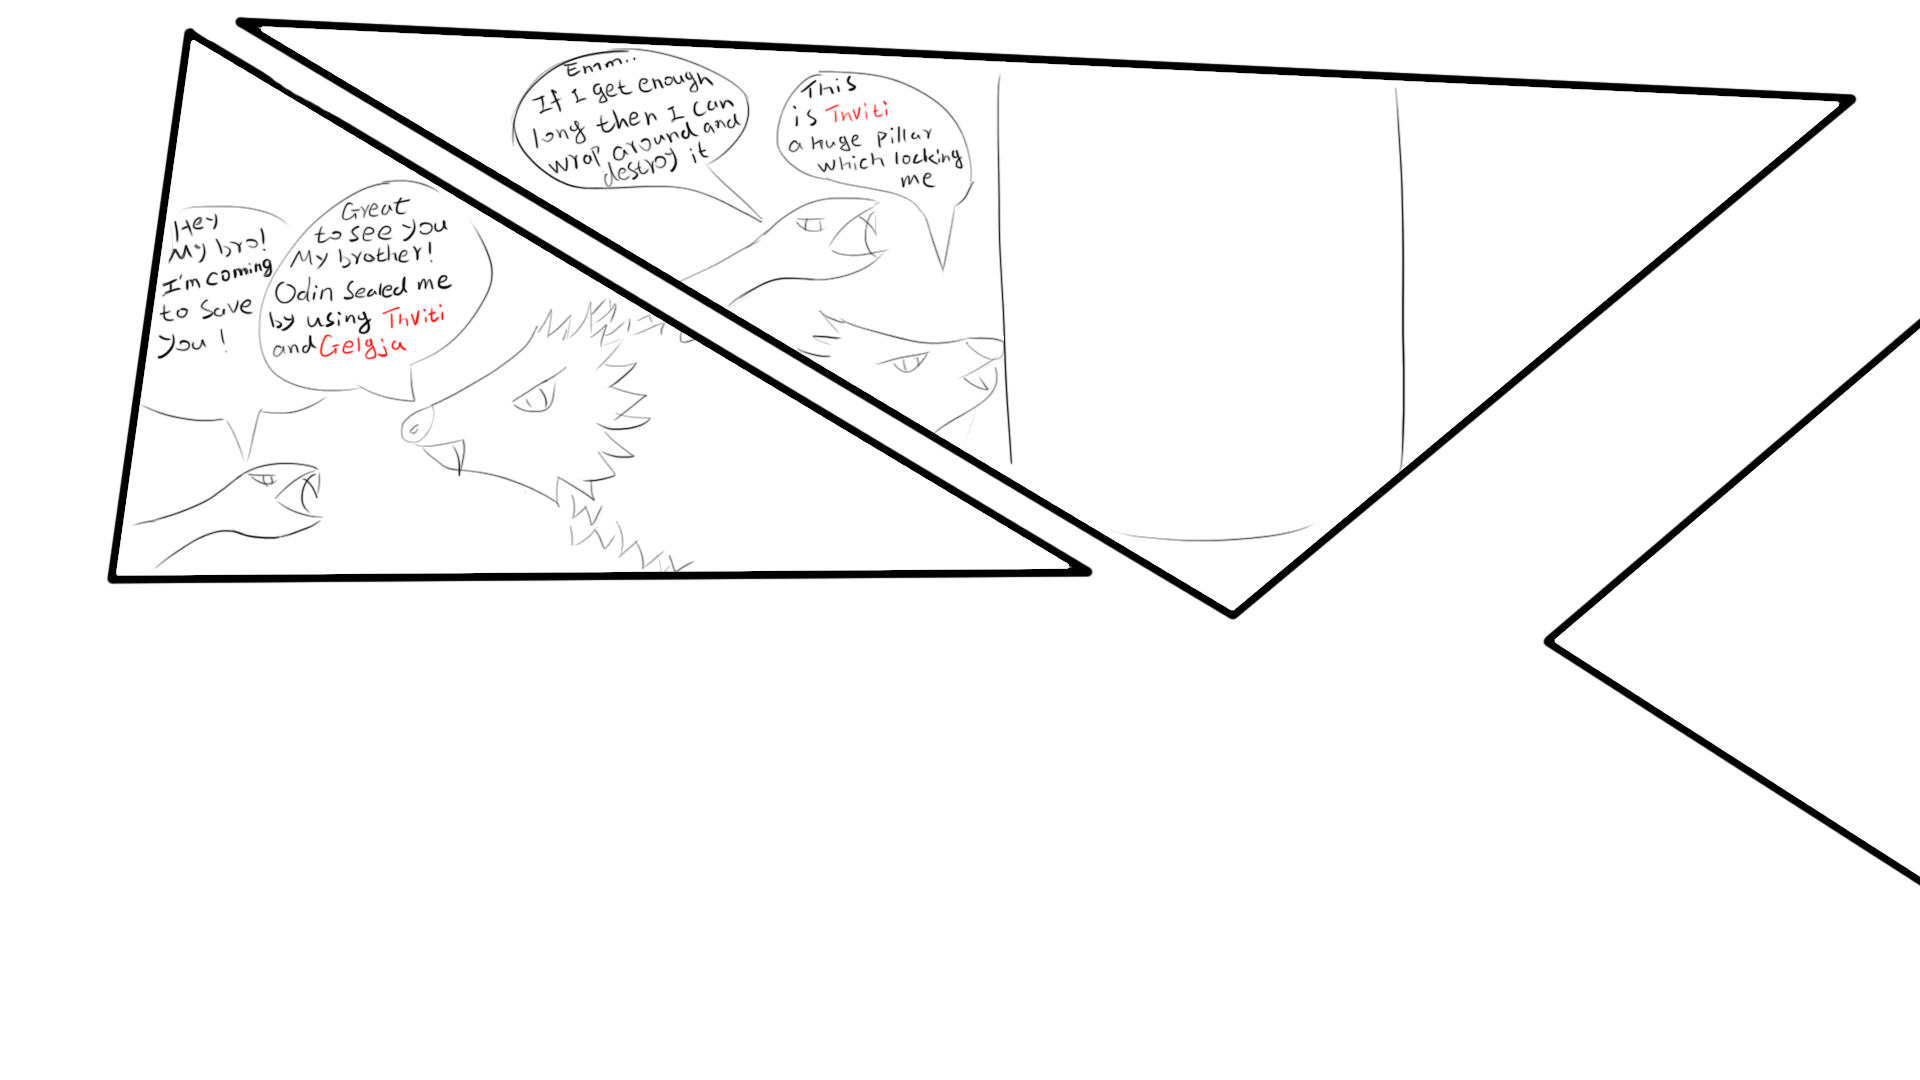 Hey
My bro!
I'm coming
to save
you!
Great
to see you
My brother!
Odin sealed me
by using Thviti
and Gelgja
Emm..
If I get enough
long then I can
wrap around and
destroy it
This
is Thviti
a huge pillar
which locking
me